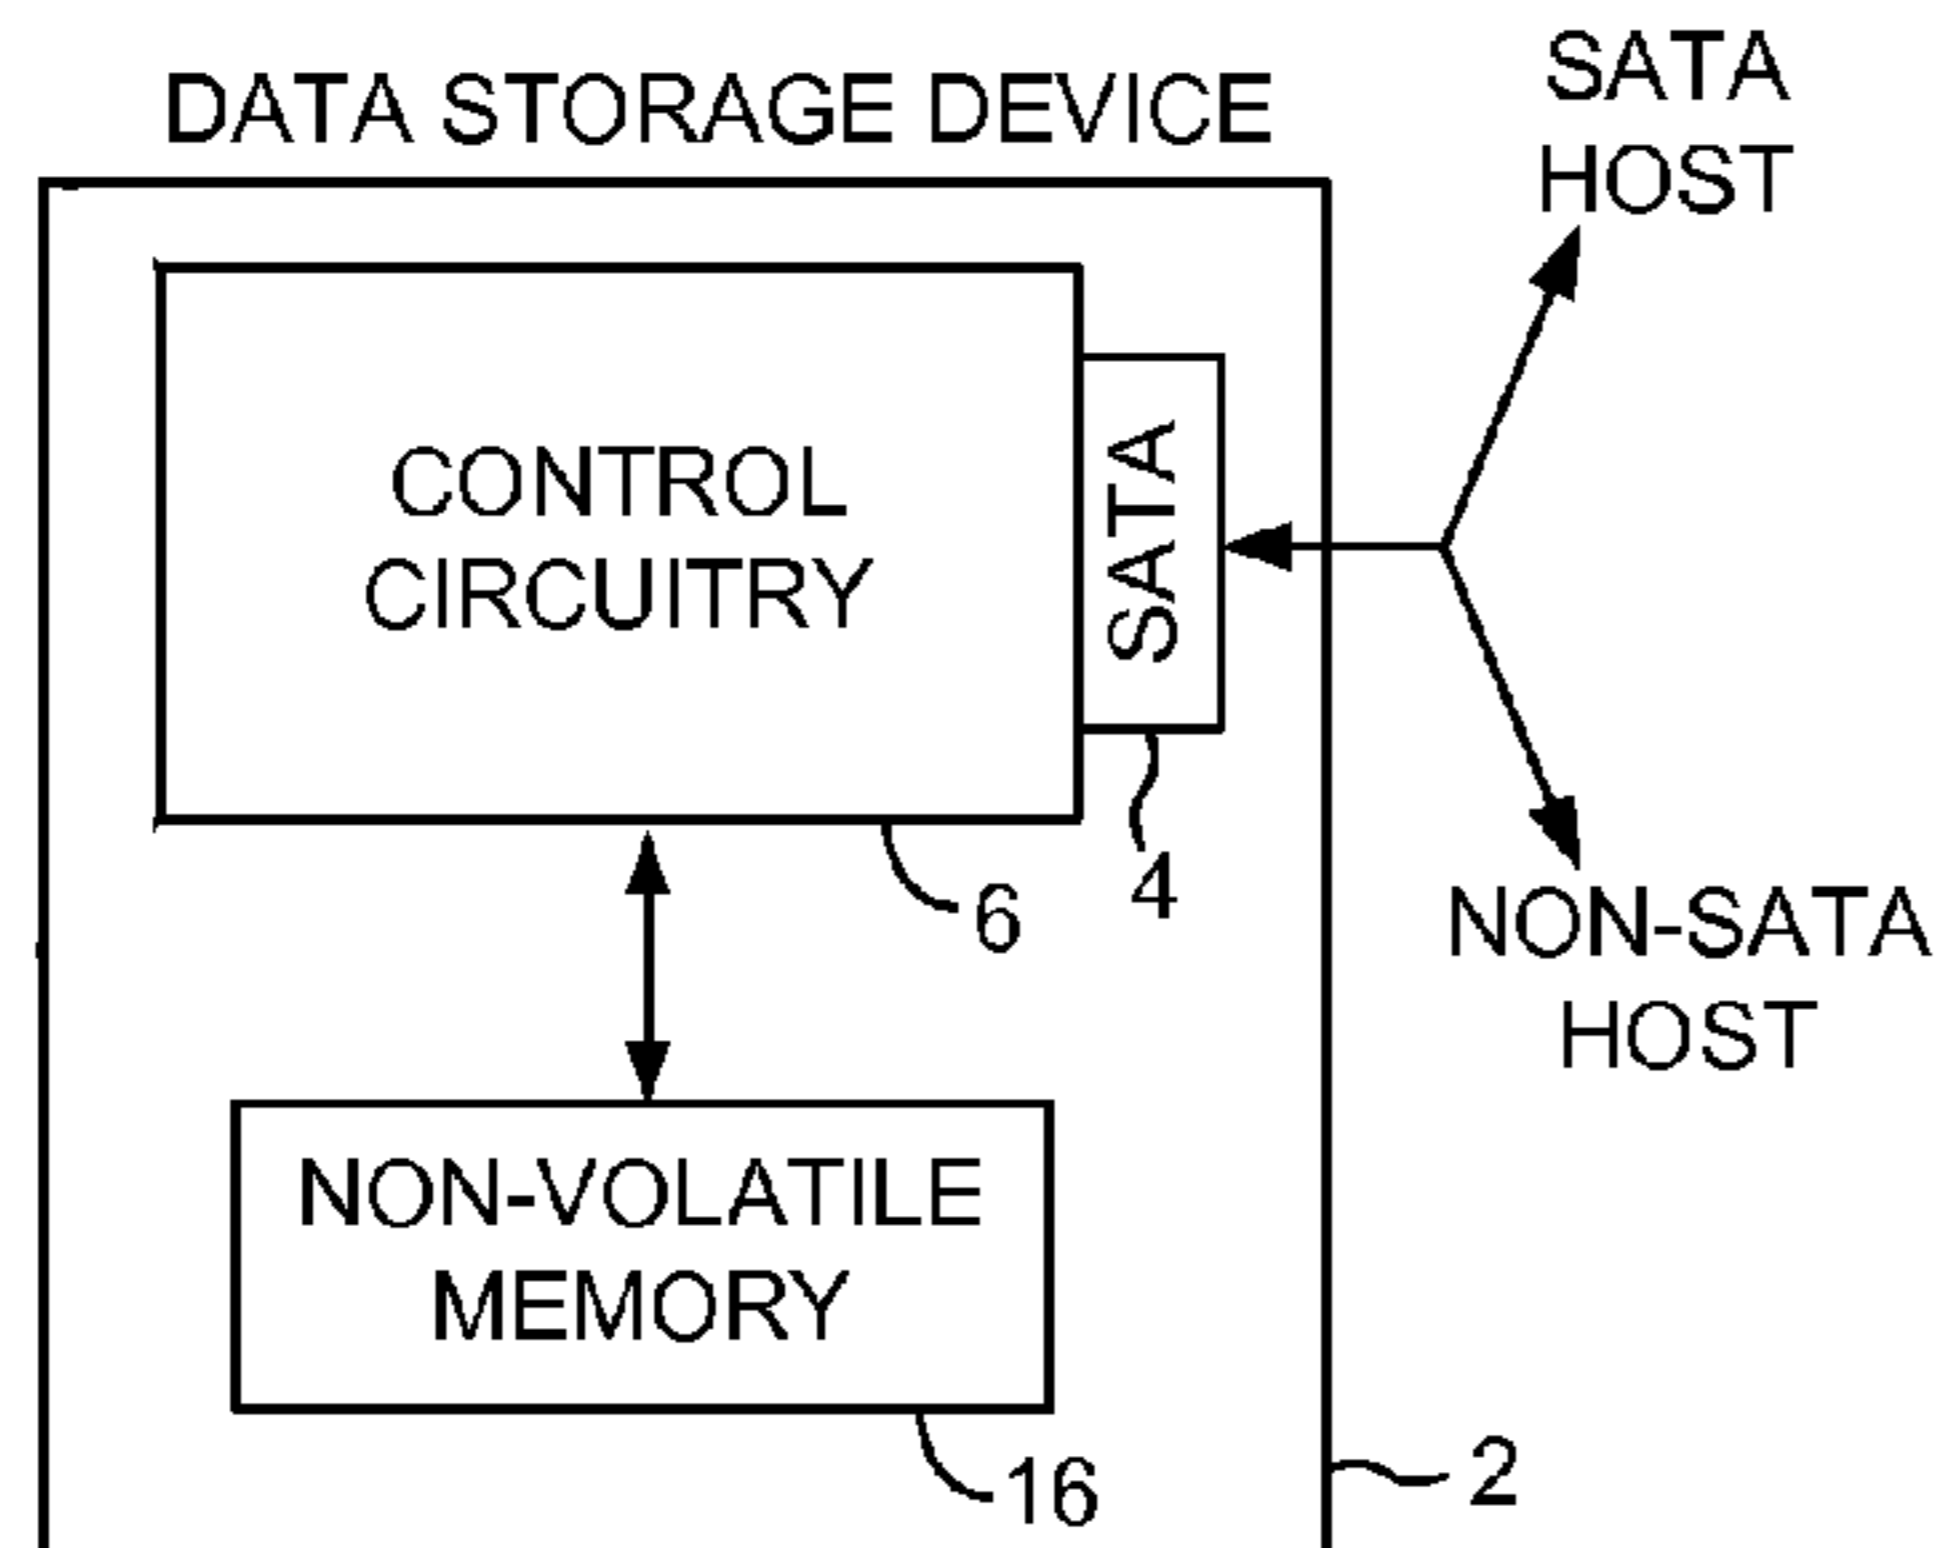 DATA STORAGE DEVICE
SATA
HOST
CONTROL
CIRCUITRY
SATA
4
6
NON-SATA
HOST
NON-VOLATILE
MEMORY
16
2